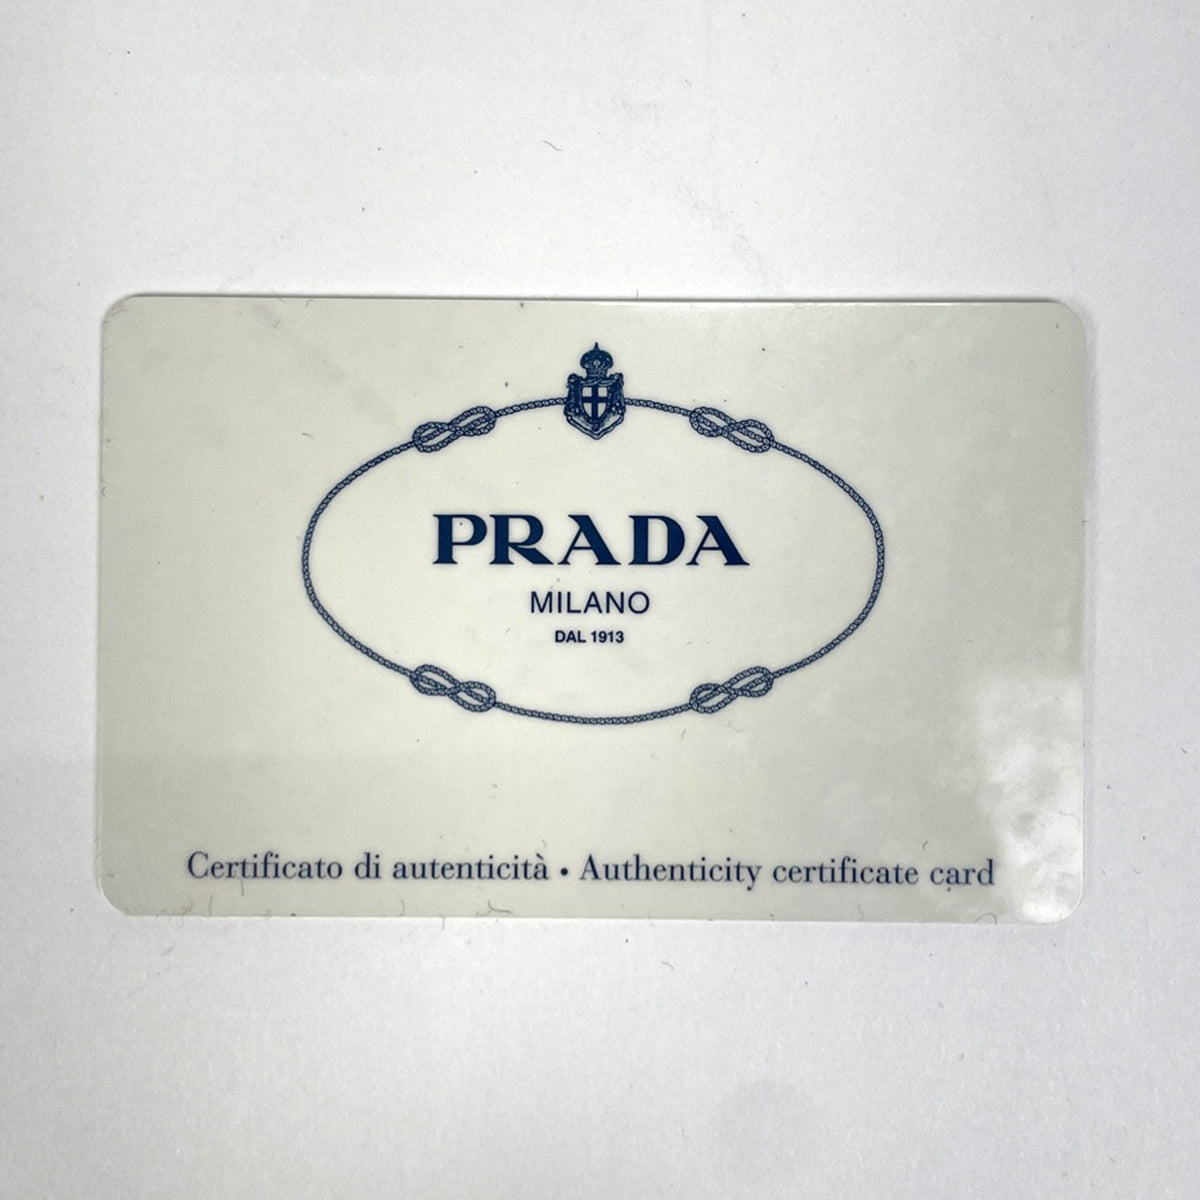 PRADA
MILANO
DAL 1913
Certificato di autenticità • Authenticity certificate card